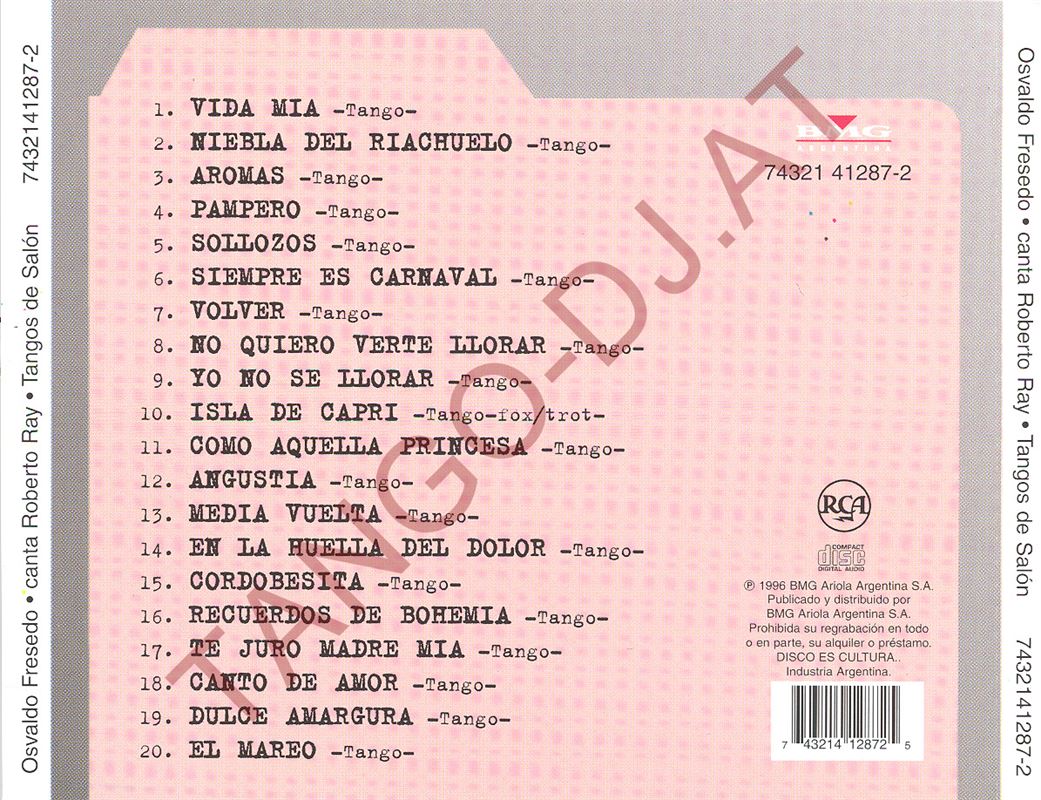 Osvaldo Fresedo • canta Roberto Ray • Tangos de Salón 7432141287-2
1. VIDA MIA -Tango-
2. NIEBLA DEL RIACHUELO -Tango-
3. AROMAS -Tango-
4. PAMPERO -Tango-
5. SOLLOZOS -Tango-
6. SIEMPRE ES CARNAVAL -Tango-
7. VOLVER -Tango-
8. NO QUIERO VERTE LLORAR -Tango-
9. YO NO SE LLORAR -Tango-
10. ISLA DE CAPRI -Tango-fox/trot-
11. COMO AQUELLA PRINCESA -Tango-
12. ANGUSTIA -Tango-
13. MEDIA VUELTA -Tango-
14. EN LA HUELLA DEL DOLOR -Tango-
15. CORDOBESITA -Tango-
16. RECUERDOS DE BOHEMIA -Tango-
17. TE JURO MADRE MIA -Tango-
18. CANTO DE AMOR -Tango-
19. DULCE AMARGURA -Tango-
20. EL MAREO -Tango-
BMG
ARGENTINA
74321 41287-2
RCA
COMPACT
disc
DIGITAL AUDIO
℗ 1996 BMG Ariola Argentina S.A.
Publicado y distribuido por
BMG Ariola Argentina S.A.
Prohibida su regrabación en todo
o en parte, su alquiler o préstamo.
DISCO ES CULTURA..
Industria Argentina.
7 43214 12872 5
Osvaldo Fresedo • canta Roberto Ray • Tangos de Salón 7432141287-2
TANGO-DJ.AT